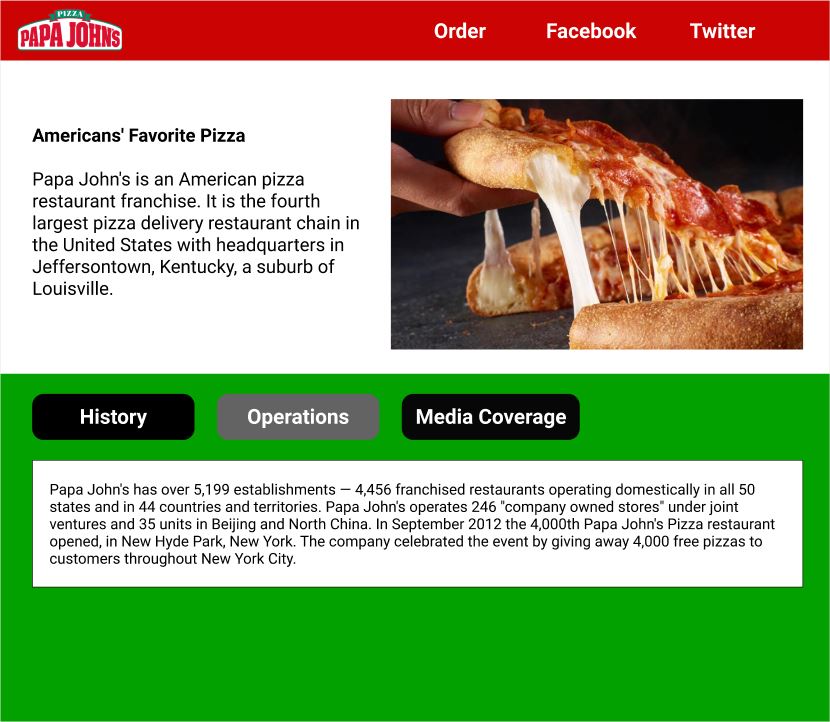 PIZZA
PAPA JOHNS
Order Facebook Twitter
Americans' Favorite Pizza
Papa John's is an American pizza
restaurant franchise. It is the fourth
largest pizza delivery restaurant chain in
the United States with headquarters in
Jeffersontown, Kentucky, a suburb of
Louisville.
History Operations Media Coverage
Papa John's has over 5,199 establishments — 4,456 franchised restaurants operating domestically in all 50
states and in 44 countries and territories. Papa John's operates 246 "company owned stores" under joint
ventures and 35 units in Beijing and North China. In September 2012 the 4,000th Papa John's Pizza restaurant
opened, in New Hyde Park, New York. The company celebrated the event by giving away 4,000 free pizzas to
customers throughout New York City.